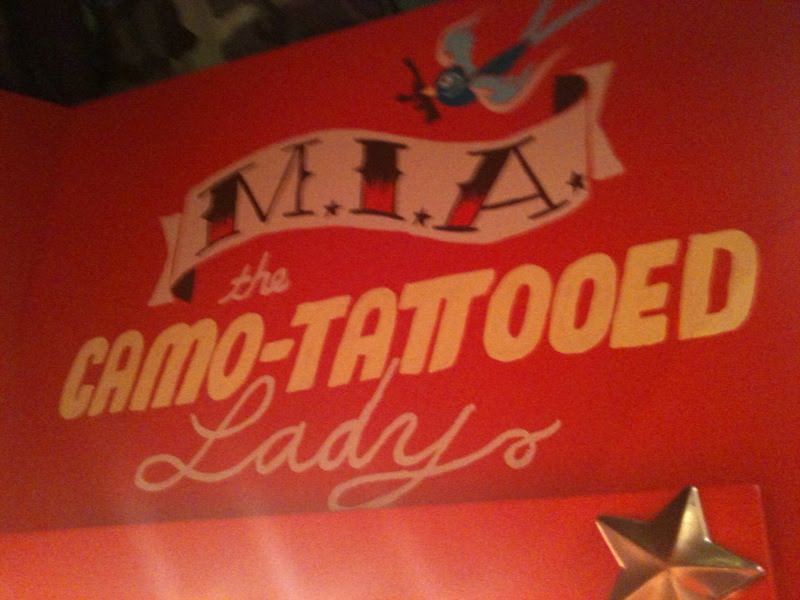 M.I.A.
the
CAMO-TATTOOED
Lady